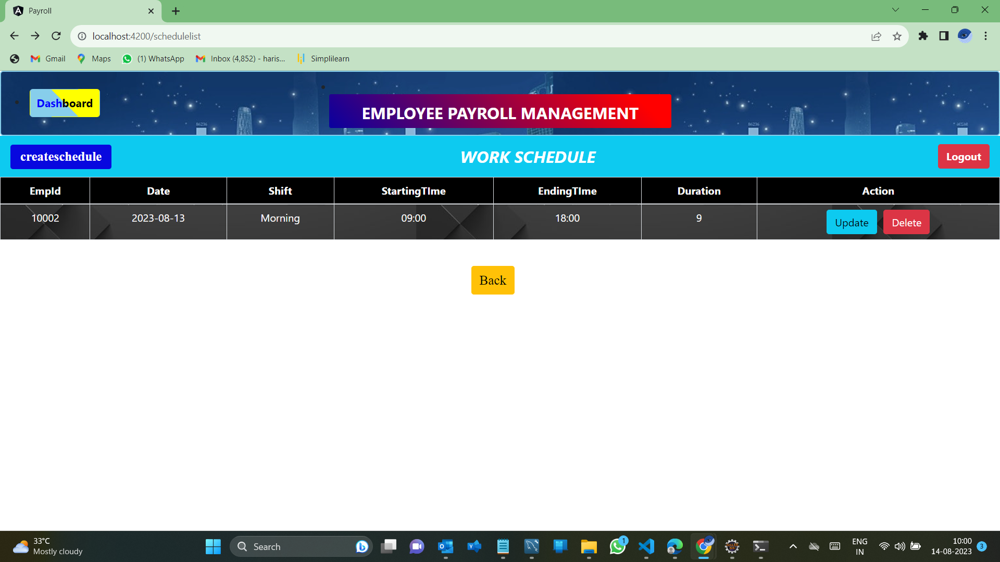 Payroll
localhost:4200/schedulelist
Gmail Maps (1) WhatsApp Inbox (4,852) - haris... Simplilearn
Dashboard
EMPLOYEE PAYROLL MANAGEMENT
createschedule WORK SCHEDULE Logout
EmpId Date Shift StartingTIme EndingTIme Duration Action
10002 2023-08-13 Morning 09:00 18:00 9 Update Delete
Back
33°C
Mostly cloudy
Search
1
ENG
IN
10:00
14-08-2023
3